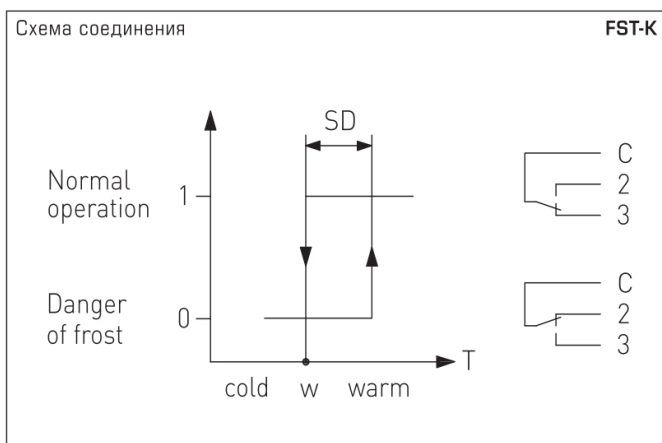 Схема соединения
FST-K
SD
Normal
operation
1
C
2
3
Danger
of frost
0
C
2
3
T
cold w warm